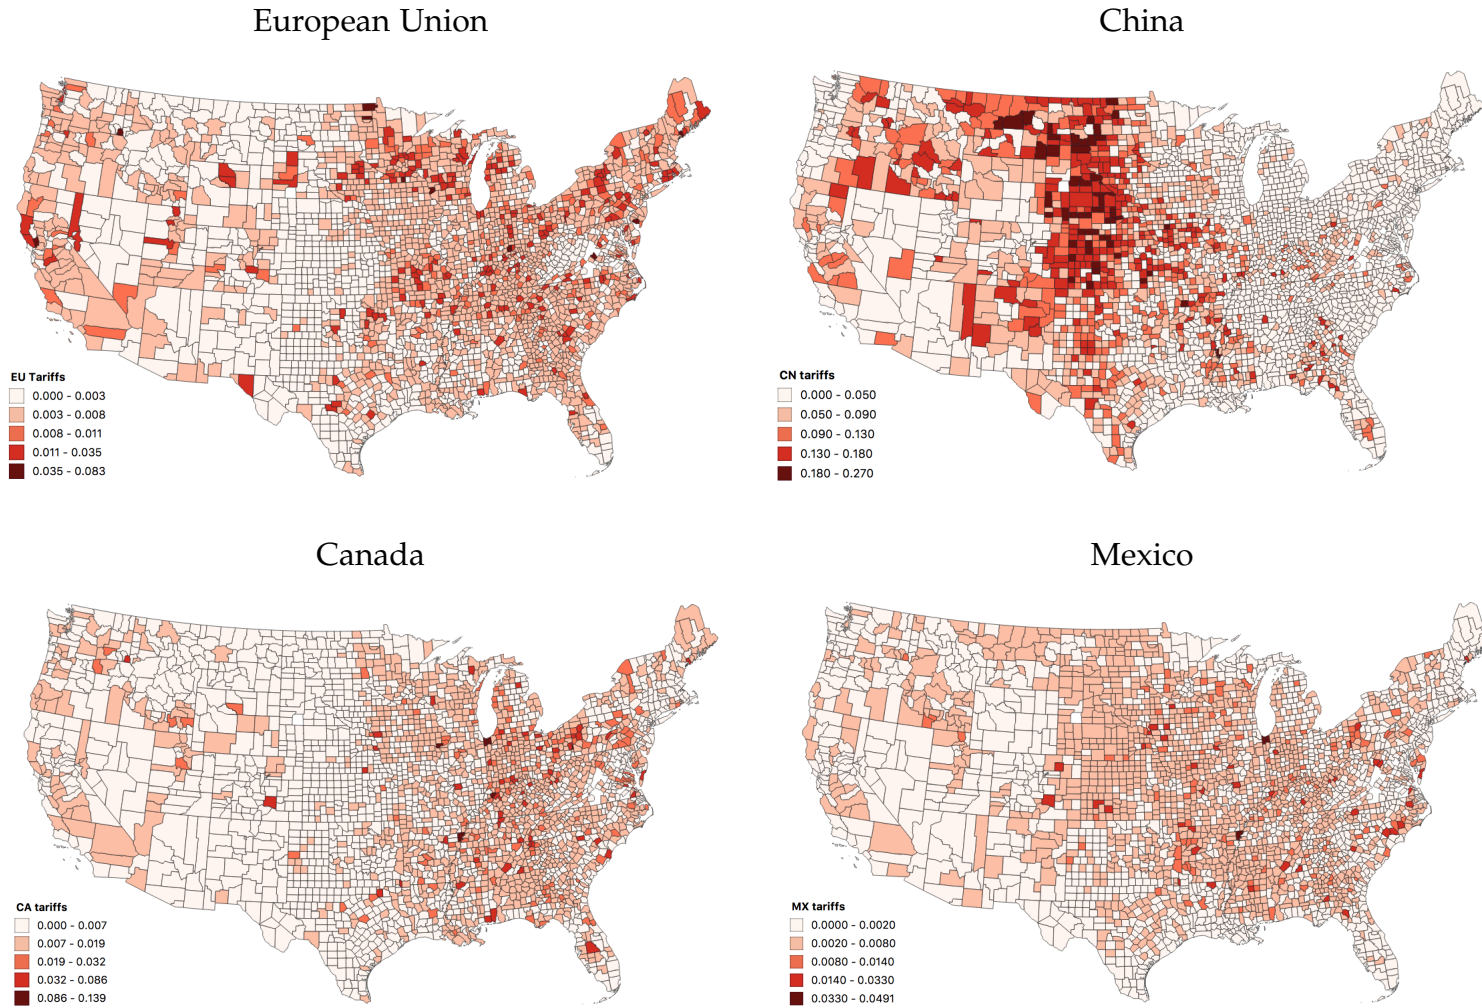 European Union
China
EU Tariffs
0.000 - 0.003
0.003 - 0.008
0.008 - 0.011
0.011 - 0.035
0.035 - 0.083
CN tariffs
0.000 - 0.050
0.050 - 0.090
0.090 - 0.130
0.130 - 0.180
0.180 - 0.270
Canada
Mexico
CA tariffs
0.000 - 0.007
0.007 - 0.019
0.019 - 0.032
0.032 - 0.086
0.086 - 0.139
MX tariffs
0.0000 - 0.0020
0.0020 - 0.0080
0.0080 - 0.0140
0.0140 - 0.0330
0.0330 - 0.0491